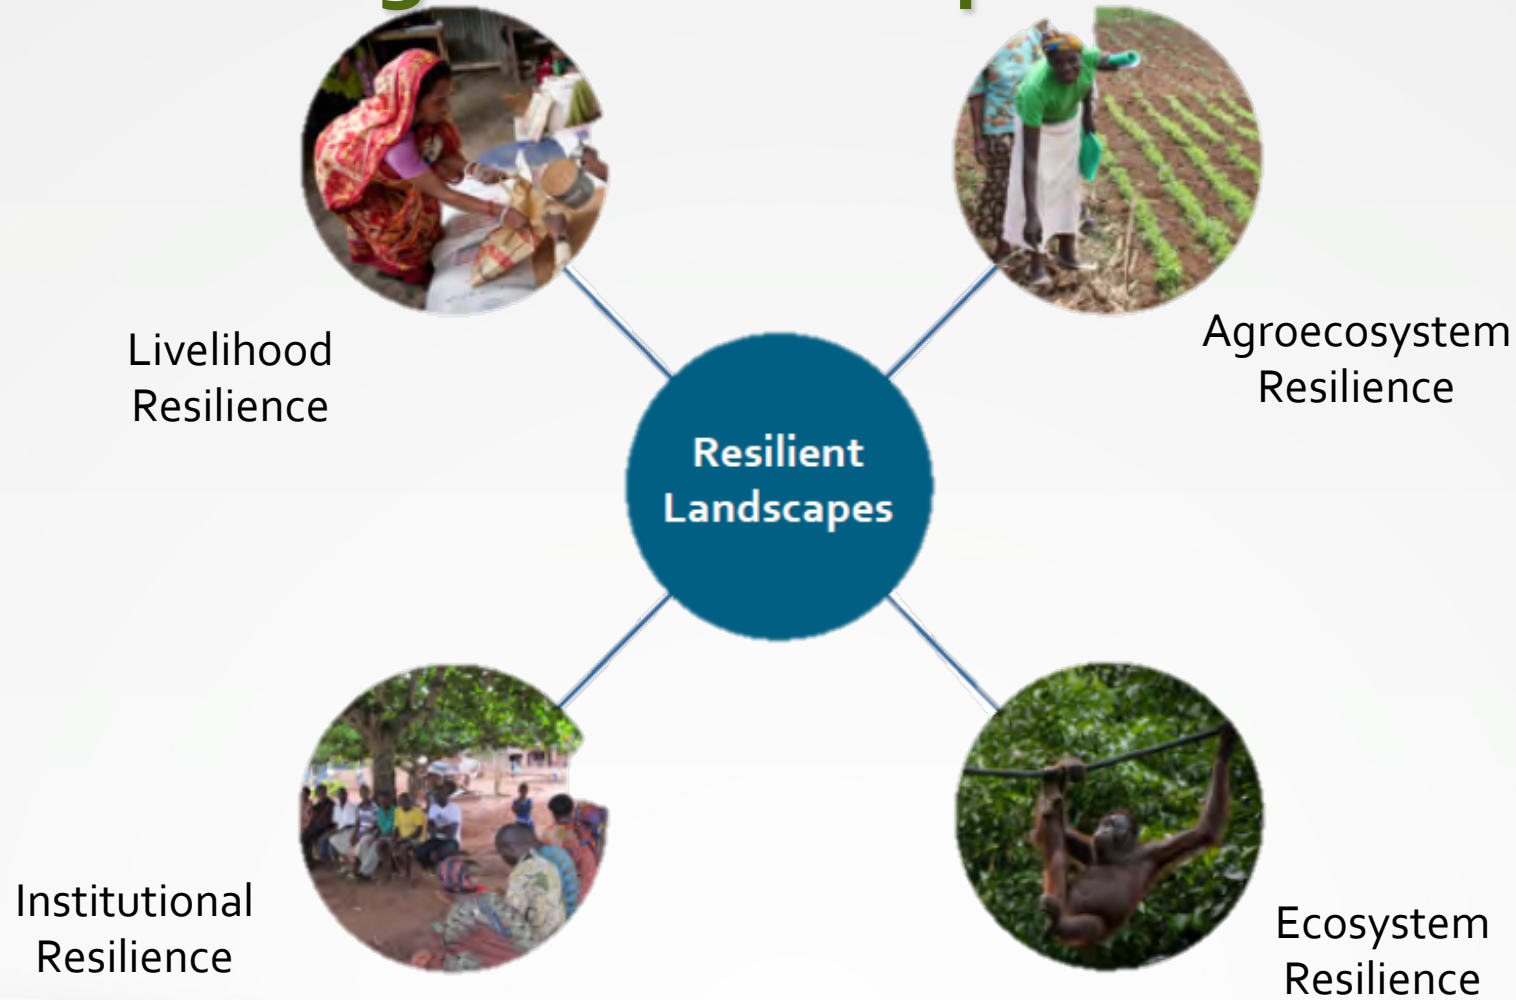 Livelihood
Resilience
Agroecosystem
Resilience
Resilient
Landscapes
Institutional
Resilience
Ecosystem
Resilience